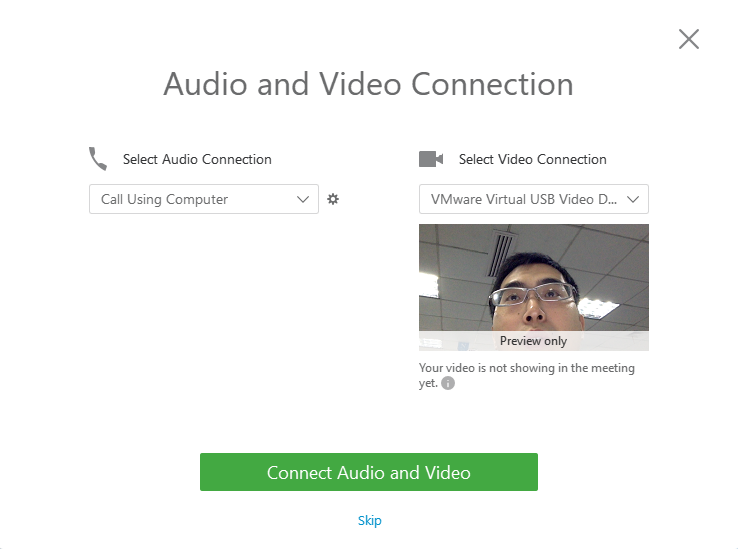 Audio and Video Connection
Select Audio Connection
Call Using Computer
Select Video Connection
VMware Virtual USB Video D...
Preview only
Your video is not showing in the meeting
yet.
Connect Audio and Video
Skip